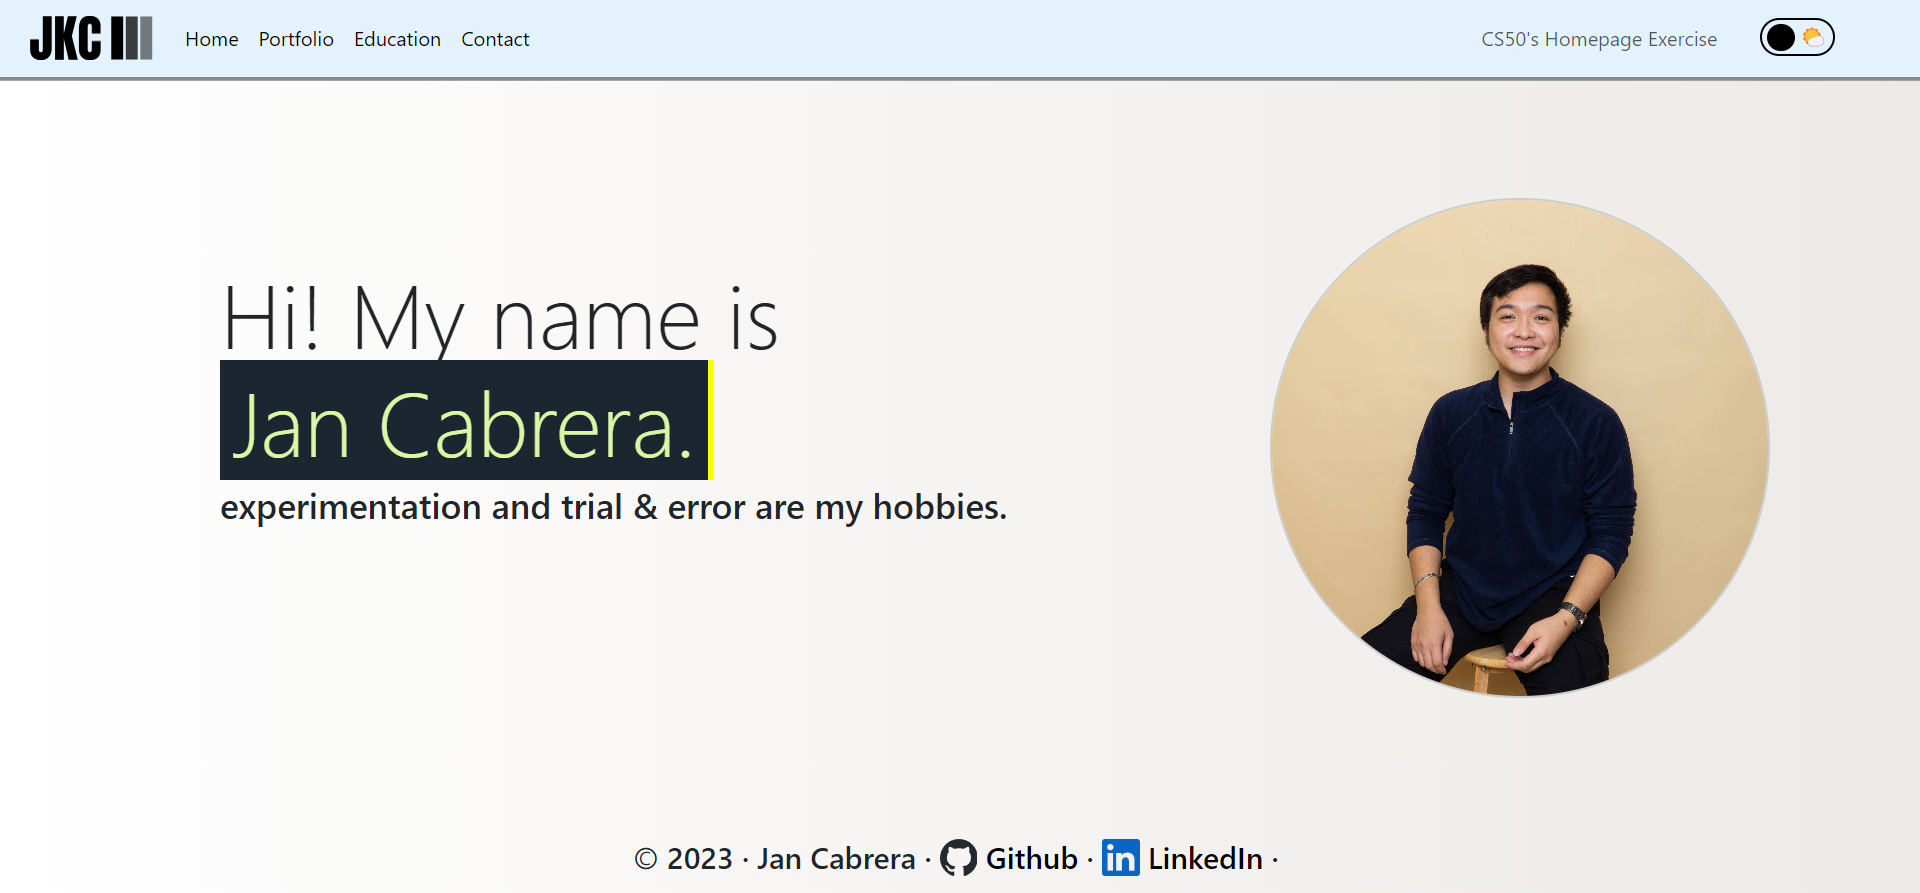 JKC III Home Portfolio Education Contact CS50's Homepage Exercise
Hi! My name is
Jan Cabrera.
experimentation and trial & error are my hobbies.
© 2023 · Jan Cabrera · Github · in LinkedIn ·